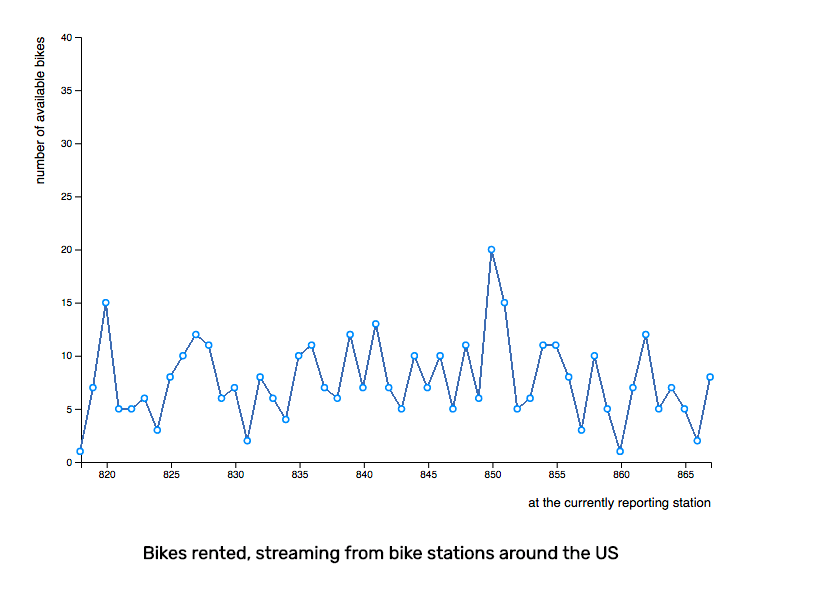 number of available bikes
40
35
30
25
20
15
10
5
0
820 825 830 835 840 845 850 855 860 865
at the currently reporting station
Bikes rented, streaming from bike stations around the US